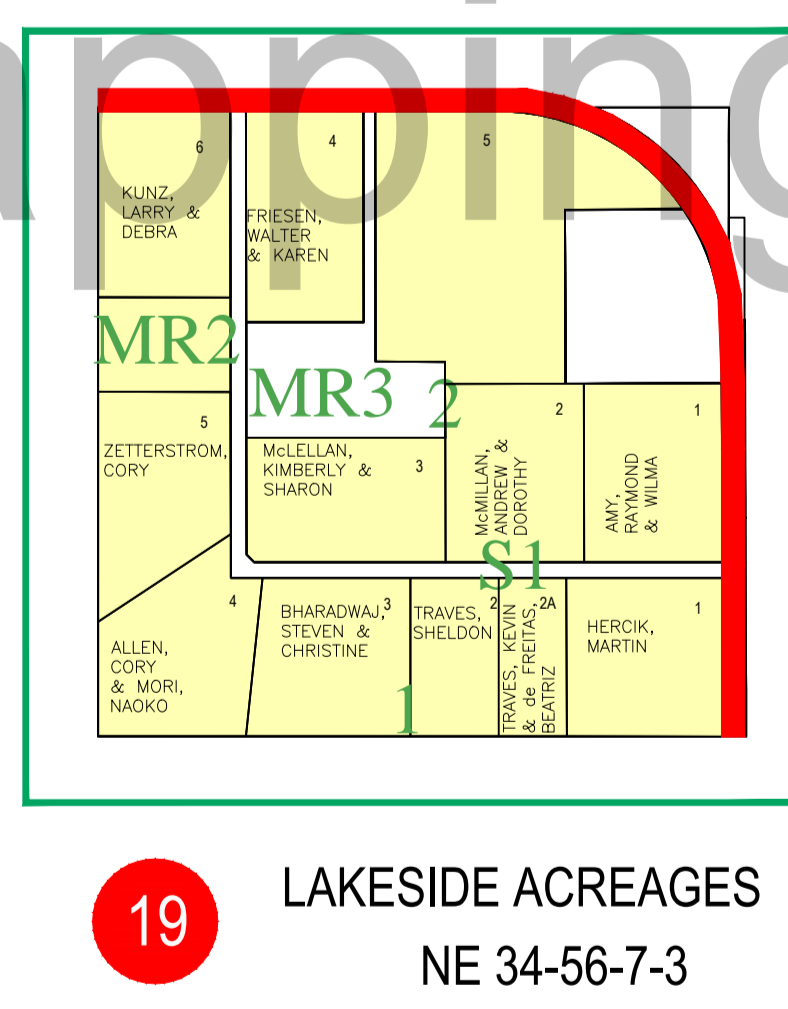 apping
6
KUNZ,
LARRY &
DEBRA
4
FRIESEN,
WALTER
& KAREN
5
MR2
MR3
2
5
ZETTERSTROM,
CORY
McLELLAN,
KIMBERLY &
SHARON
3
2
McMILLAN,
ANDREW &
DOROTHY
1
AMY,
RAYMOND
& WILMA
S1
4
ALLEN,
CORY
& MORI,
NAOKO
3
BHARADWAJ,
STEVEN &
CHRISTINE
2
TRAVES,
SHELDON
2A
TRAVES, KEVIN
& de FREITAS,
BEATRIZ
1
HERCIK,
MARTIN
1
19
LAKESIDE ACREAGES
NE 34-56-7-3